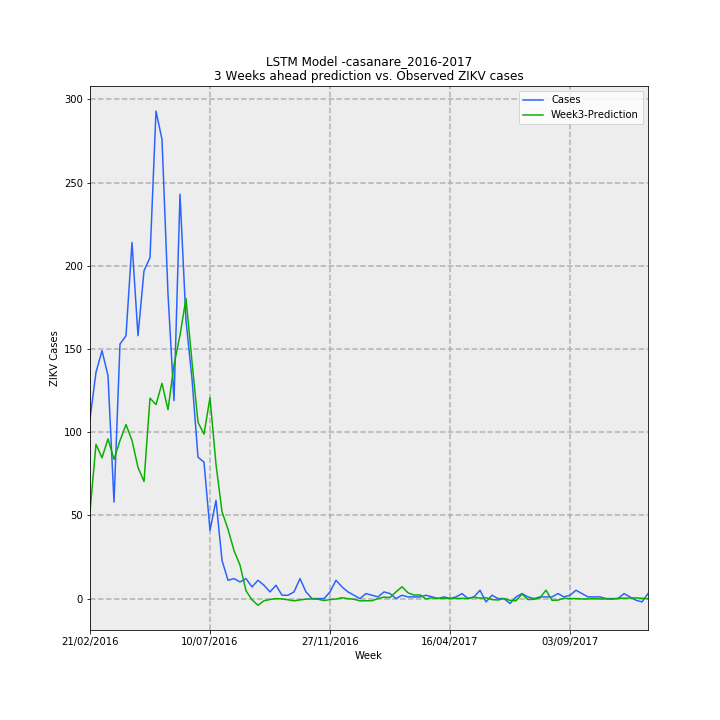 LSTM Model -casanare_2016-2017
3 Weeks ahead prediction vs. Observed ZIKV cases
Cases
Week3-Prediction
300
250
200
150
100
50
0
ZIKV Cases
21/02/2016
10/07/2016
27/11/2016
16/04/2017
03/09/2017
Week